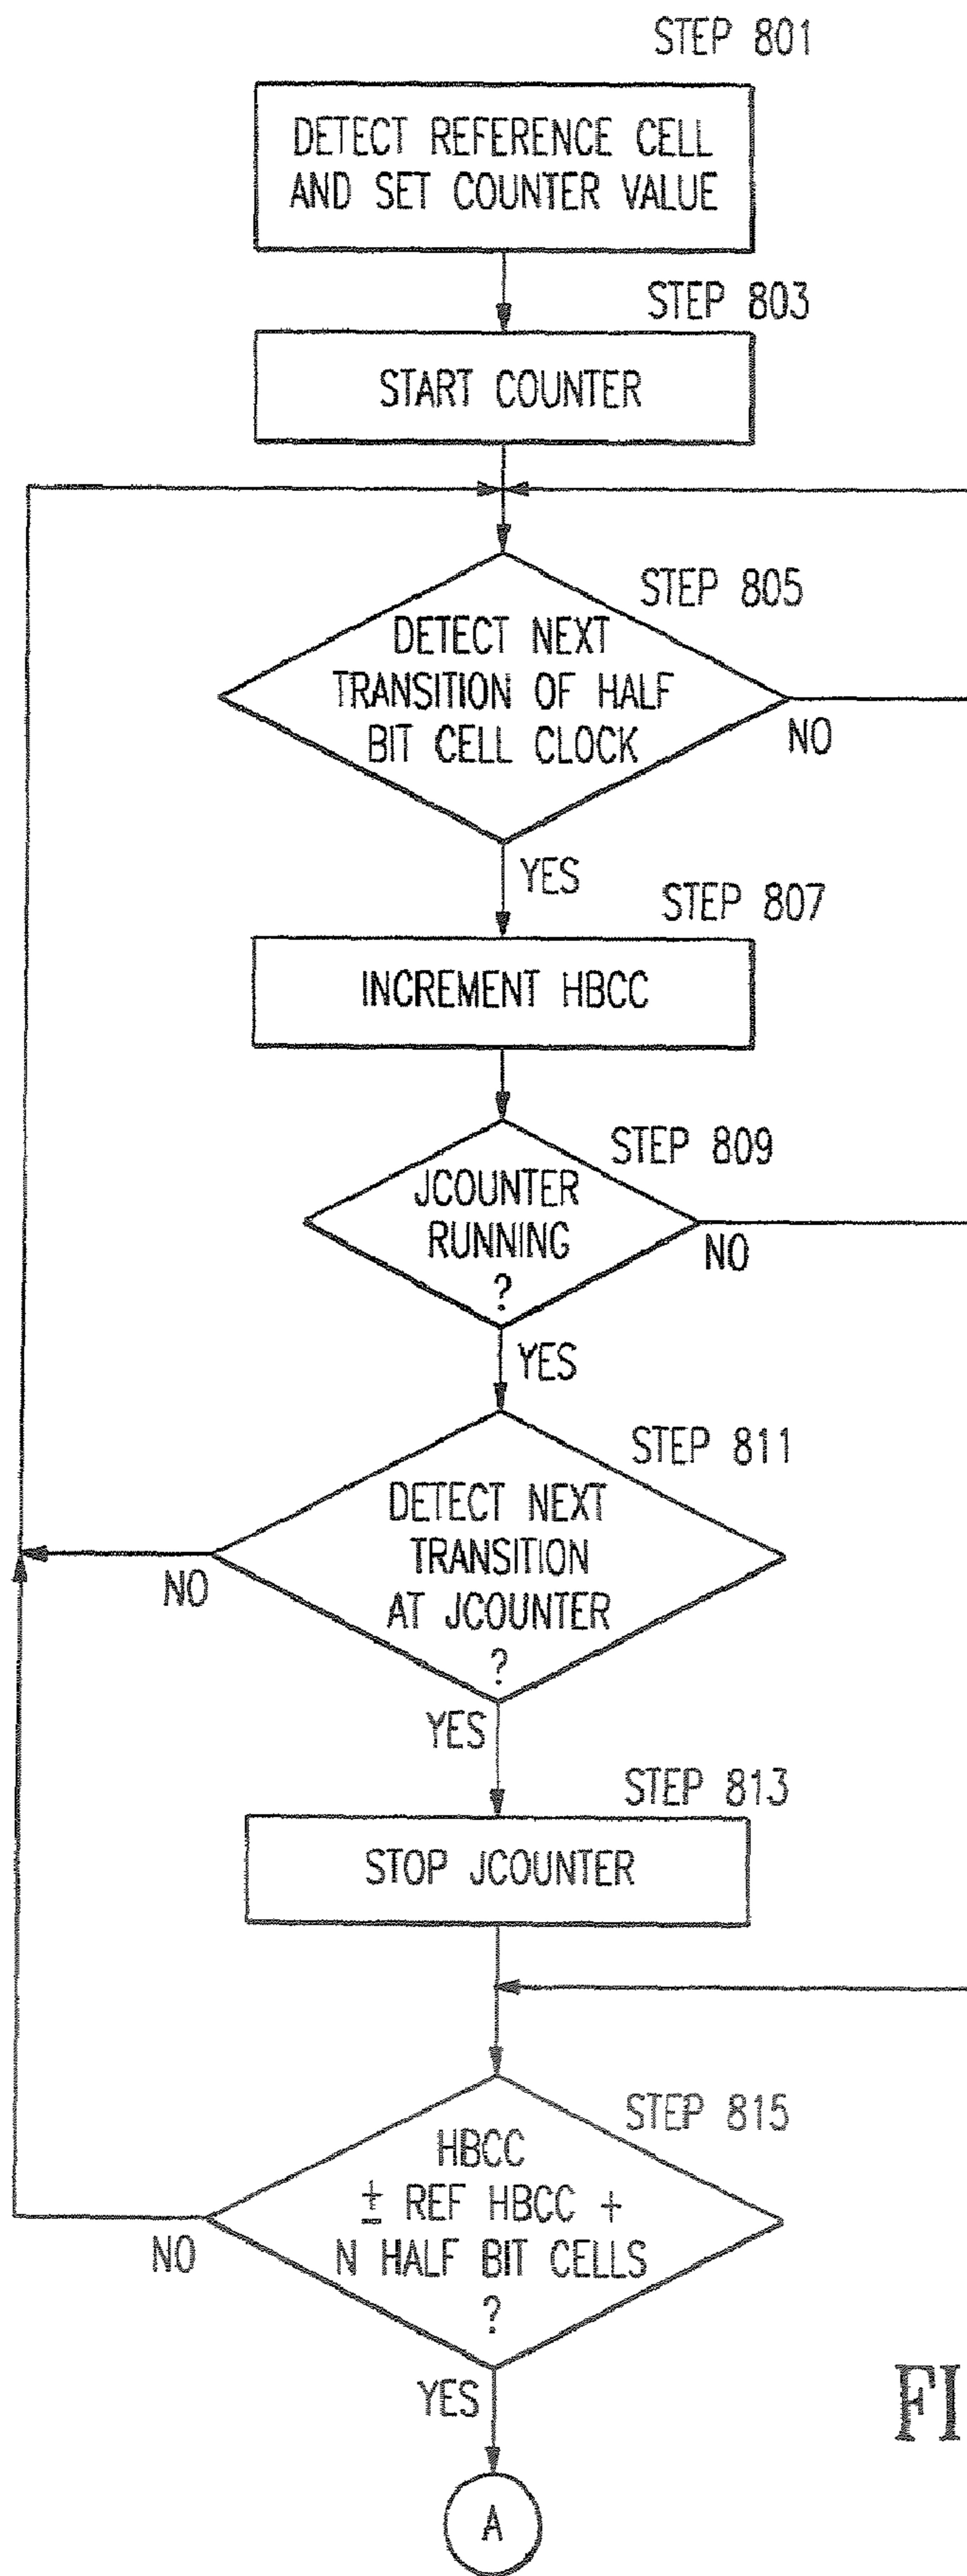 STEP 801
DETECT REFERENCE CELL
AND SET COUNTER VALUE
STEP 803
START COUNTER
STEP 805
DETECT NEXT
TRANSITION OF HALF
BIT CELL CLOCK
NO
YES
STEP 807
INCREMENT HBCC
STEP 809
JCOUNTER
RUNNING
?
NO
YES
STEP 811
DETECT NEXT
TRANSITION
AT JCOUNTER
?
NO
YES
STEP 813
STOP JCOUNTER
STEP 815
HBCC
± REF HBCC +
N HALF BIT CELLS
?
NO
YES
FI
A